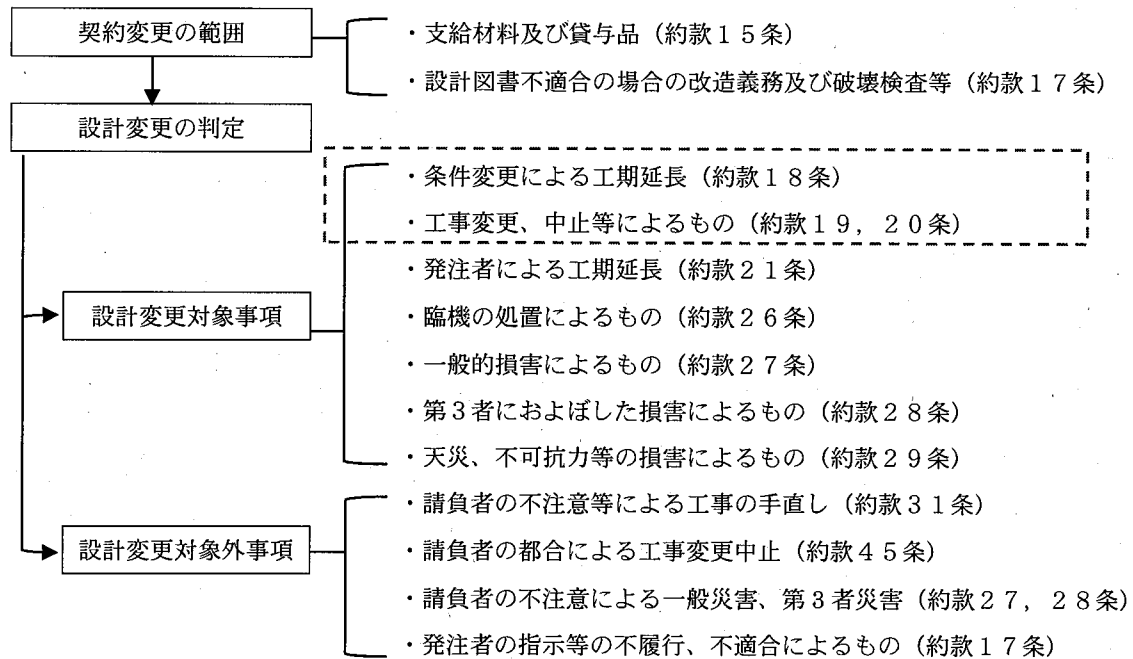 契約変更の範囲
・支給材料及び貸与品（約款１５条）
・設計図書不適合の場合の改造義務及び破壊検査等（約款１７条）
設計変更の判定
・条件変更による工期延長（約款１８条）
・工事変更、中止等によるもの（約款１９，２０条）
・発注者による工期延長（約款２１条）
設計変更対象事項
・臨機の処置によるもの（約款２６条）
・一般的損害によるもの（約款２７条）
・第３者におよぼした損害によるもの（約款２８条）
・天災、不可抗力等の損害によるもの（約款２９条）
・請負者の不注意等による工事の手直し（約款３１条）
設計変更対象外事項
・請負者の都合による工事変更中止（約款４５条）
・請負者の不注意による一般災害、第３者災害（約款２７，２８条）
・発注者の指示等の不履行、不適合によるもの（約款１７条）